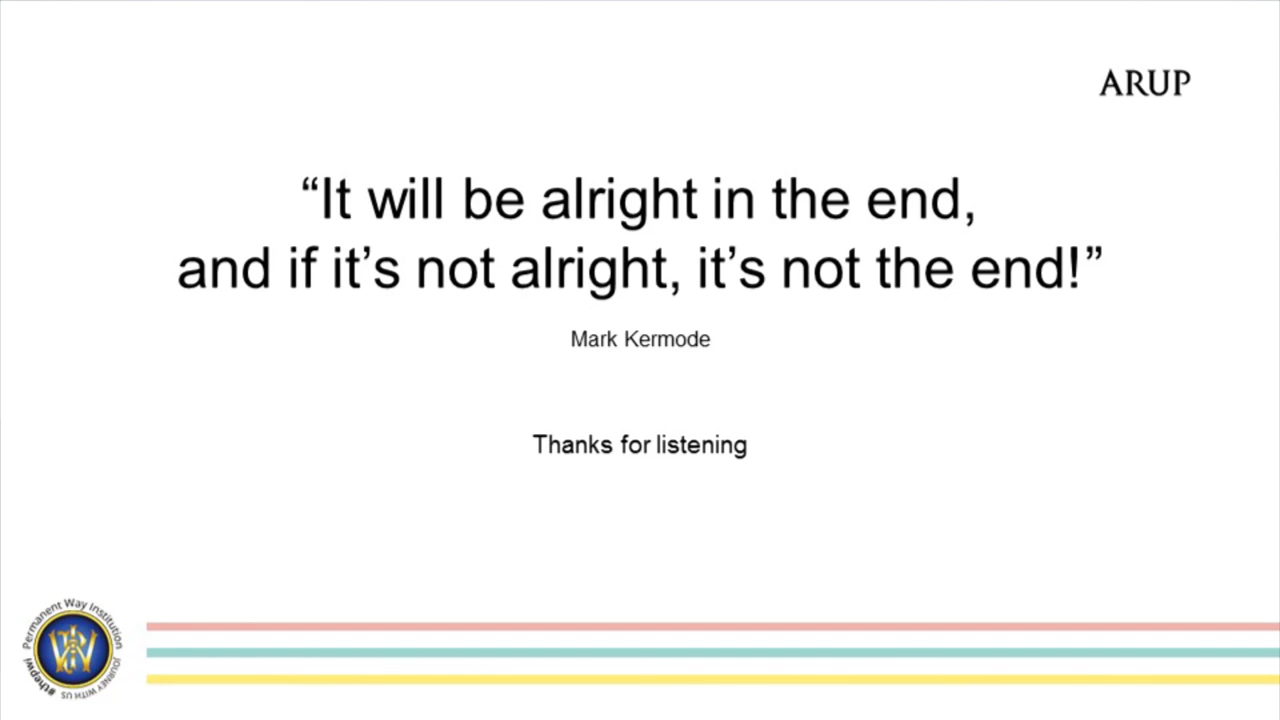 ARUP
“It will be alright in the end,
and if it’s not alright, it’s not the end!”
Mark Kermode
Thanks for listening
Permanent Way Institution
#thepwi JOURNEY WITH US
PWI